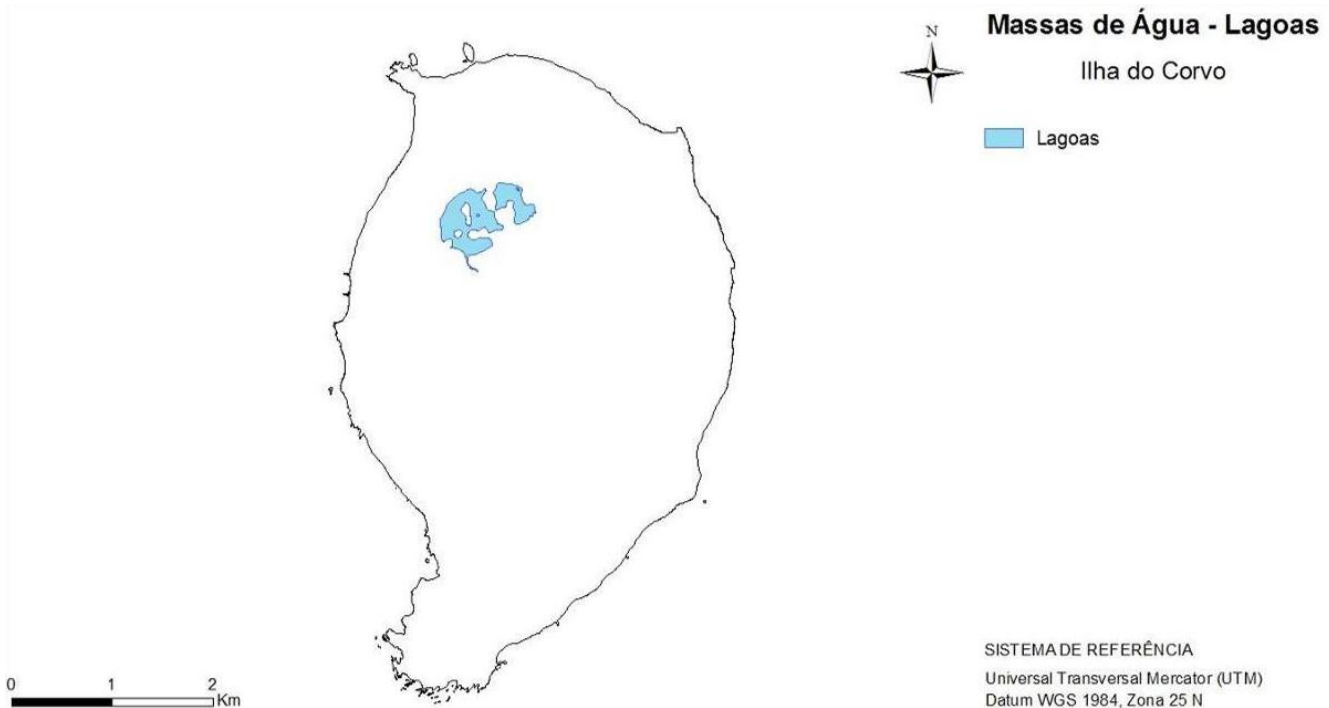 Massas de Água - Lagoas
N
Ilha do Corvo
Lagoas
SISTEMA DE REFERÊNCIA
Universal Transversal Mercator (UTM)
Datum WGS 1984, Zona 25 N
0 1 2
Km